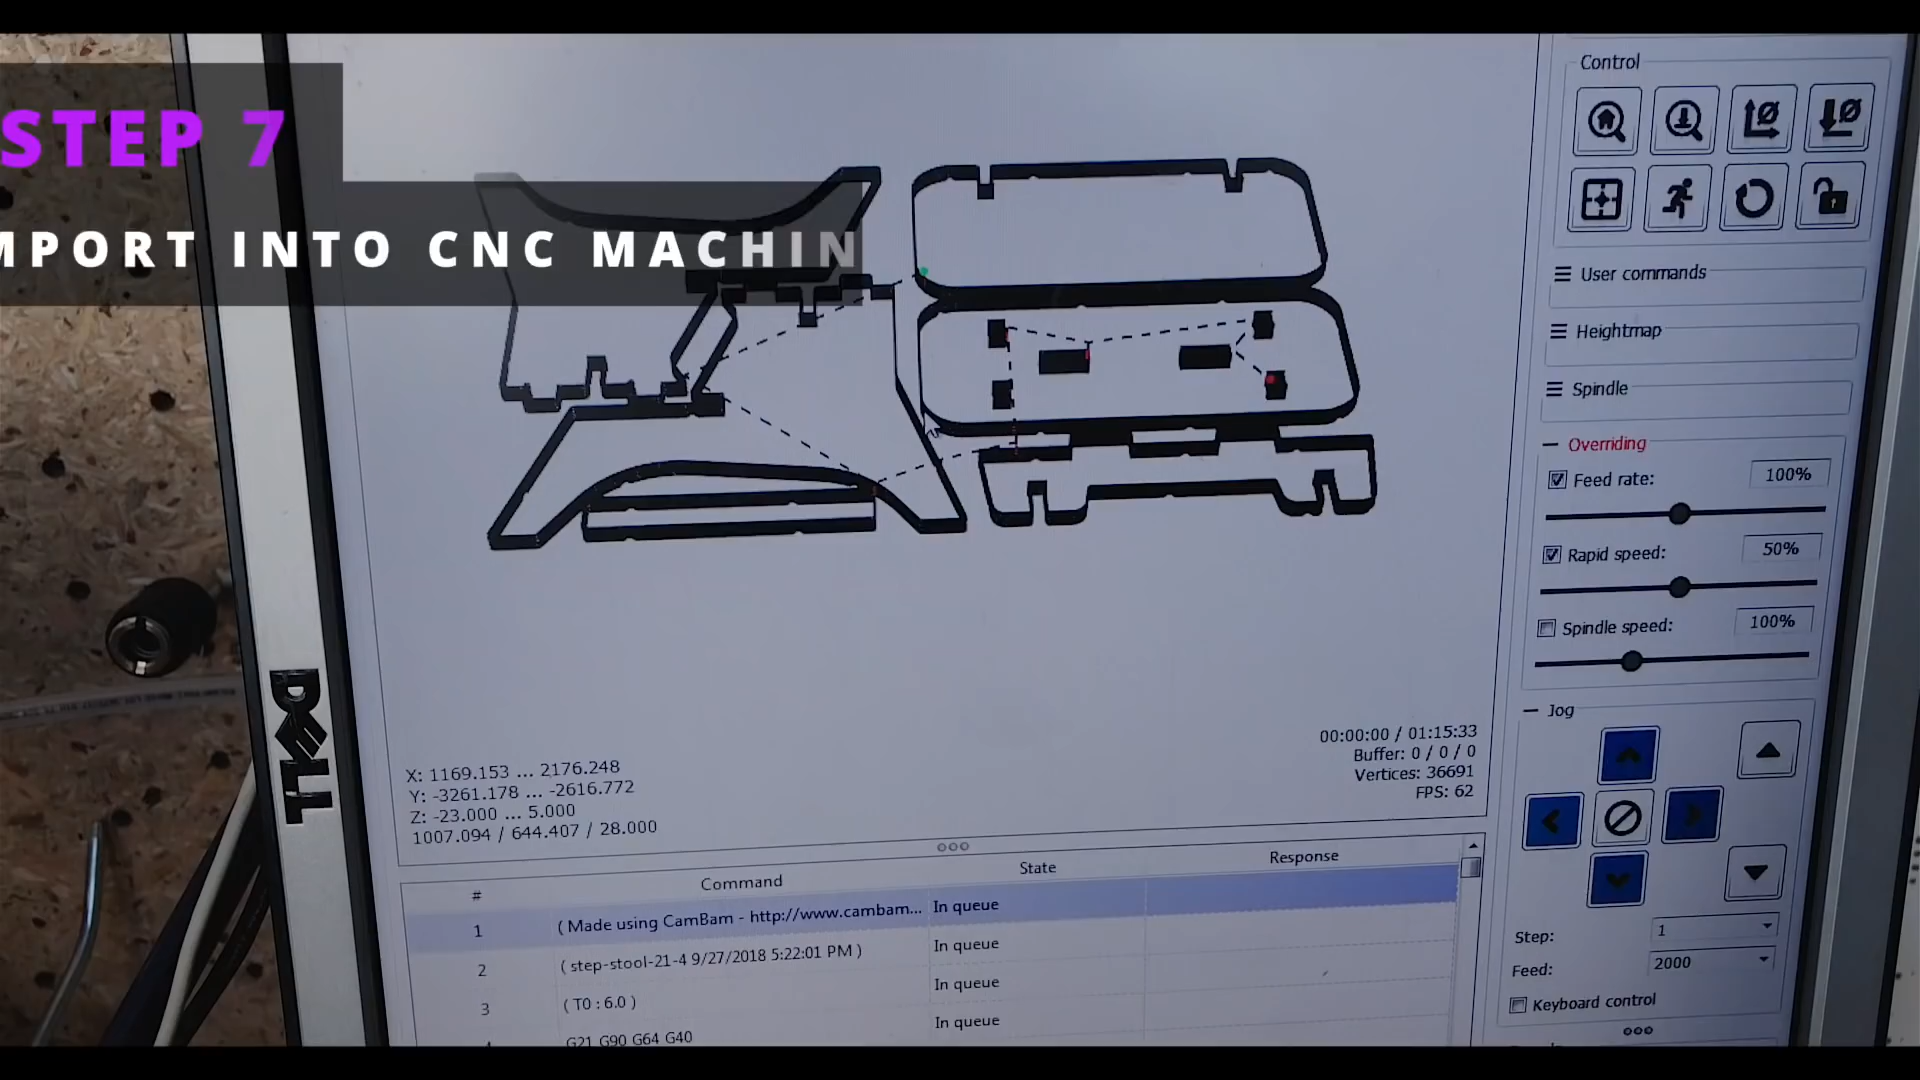 STEP 7
MPORT INTO CNC MACHIN
Control
User commands
Heightmap
Spindle
Overriding
Feed rate: 100%
Rapid speed: 50%
Spindle speed: 100%
Jog
Step: 1
Feed: 2000
Keyboard control
DELL
X: 1169.153 ... 2176.248
Y: -3261.178 ... -2616.772
Z: -23.000 ... 5.000
1007.094 / 644.407 / 28.000
00:00:00 / 01:15:33
Buffer: 0 / 0 / 0
Vertices: 36691
FPS: 62
# Command State Response
1 ( Made using CamBam - http://www.cambam... In queue
2 ( step-stool-21-4 9/27/2018 5:22:01 PM ) In queue
3 ( T0 : 6.0 ) In queue
G21 G90 G64 G40 In queue